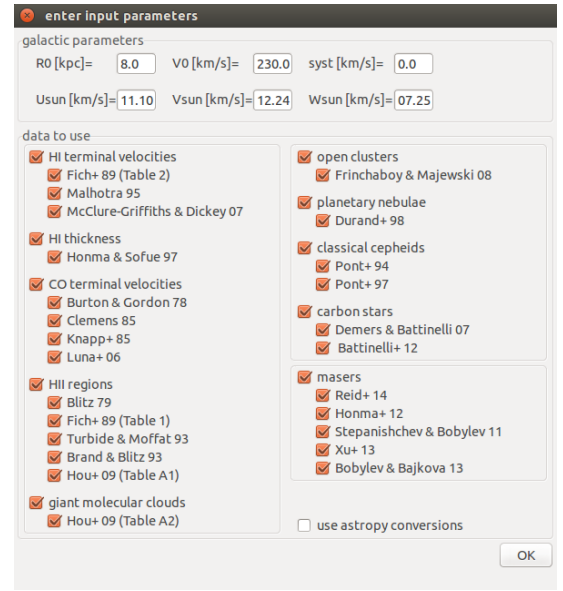 enter input parameters
galactic parameters
R0 [kpc]= 8.0 V0 [km/s]= 230.0 syst [km/s]= 0.0
Usun [km/s]= 11.10 Vsun [km/s]= 12.24 Wsun [km/s]= 07.25
data to use
HI terminal velocities
Fich+ 89 (Table 2)
Malhotra 95
McClure-Griffiths & Dickey 07
HI thickness
Honma & Sofue 97
CO terminal velocities
Burton & Gordon 78
Clemens 85
Knapp+ 85
Luna+ 06
HII regions
Blitz 79
Fich+ 89 (Table 1)
Turbide & Moffat 93
Brand & Blitz 93
Hou+ 09 (Table A1)
giant molecular clouds
Hou+ 09 (Table A2)
open clusters
Frinchaboy & Majewski 08
planetary nebulae
Durand+ 98
classical cepheids
Pont+ 94
Pont+ 97
carbon stars
Demers & Battinelli 07
Battinelli+ 12
masers
Reid+ 14
Honma+ 12
Stepanishchev & Bobylev 11
Xu+ 13
Bobylev & Bajkova 13
use astropy conversions
OK